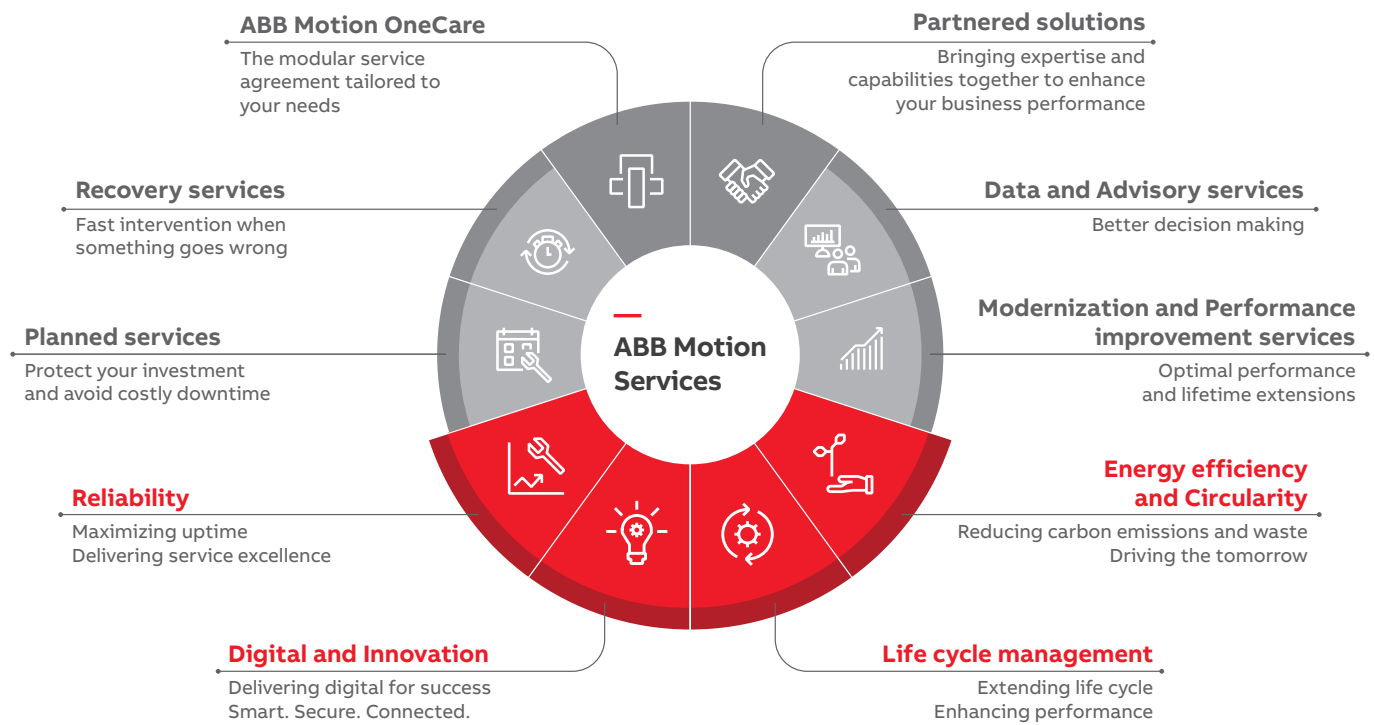 ABB Motion OneCare
The modular service
agreement tailored to
your needs
Partnered solutions
Bringing expertise and
capabilities together to enhance
your business performance
Recovery services
Fast intervention when
something goes wrong
Data and Advisory services
Better decision making
Planned services
Protect your investment
and avoid costly downtime
ABB Motion
Services
Modernization and Performance
improvement services
Optimal performance
and lifetime extensions
Reliability
Maximizing uptime
Delivering service excellence
Energy efficiency
and Circularity
Reducing carbon emissions and waste
Driving the tomorrow
Digital and Innovation
Delivering digital for success
Smart. Secure. Connected.
Life cycle management
Extending life cycle
Enhancing performance